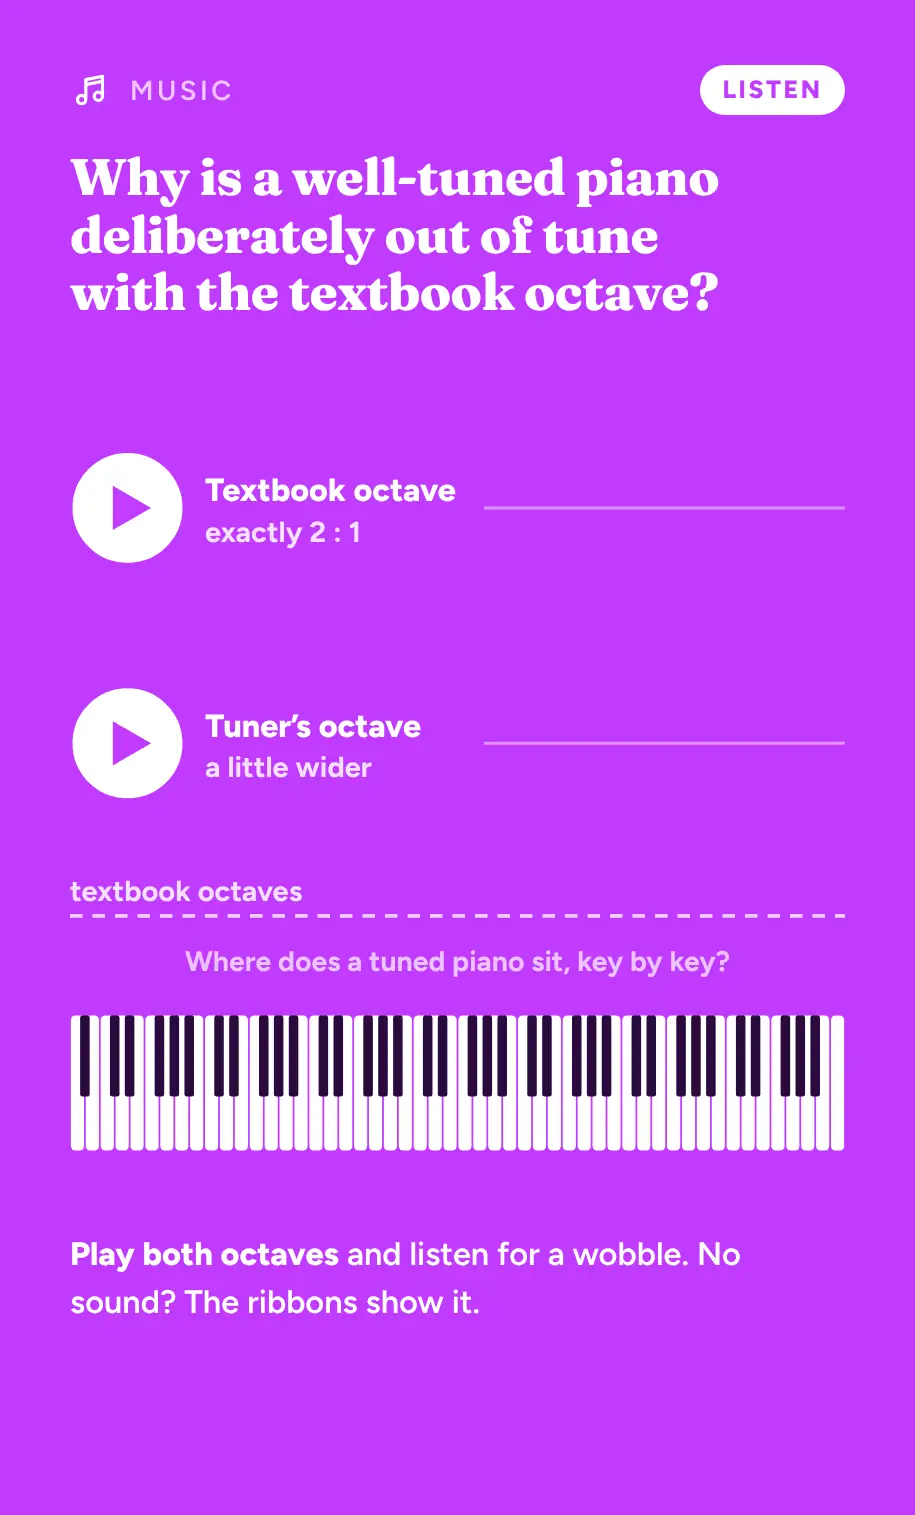 MUSIC
LISTEN
Why is a well-tuned piano
deliberately out of tune
with the textbook octave?
Textbook octave
exactly 2 : 1
Tuner’s octave
a little wider
textbook octaves
Where does a tuned piano sit, key by key?
Play both octaves and listen for a wobble. No
sound? The ribbons show it.